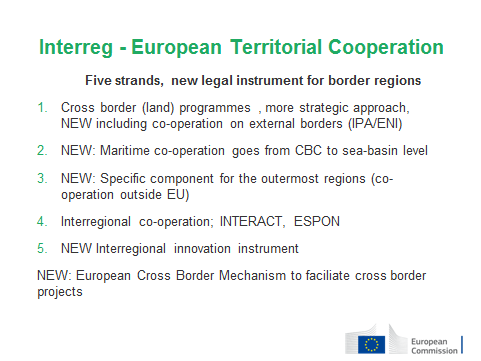 Interreg - European Territorial Cooperation
Five strands, new legal instrument for border regions
1. Cross border (land) programmes , more strategic approach,
NEW including co-operation on external borders (IPA/ENI)
2. NEW: Maritime co-operation goes from CBC to sea-basin level
3. NEW: Specific component for the outermost regions (co-
operation outside EU)
4. Interregional co-operation; INTERACT, ESPON
5. NEW Interregional innovation instrument
NEW: European Cross Border Mechanism to faciliate cross border
projects
European
Commission